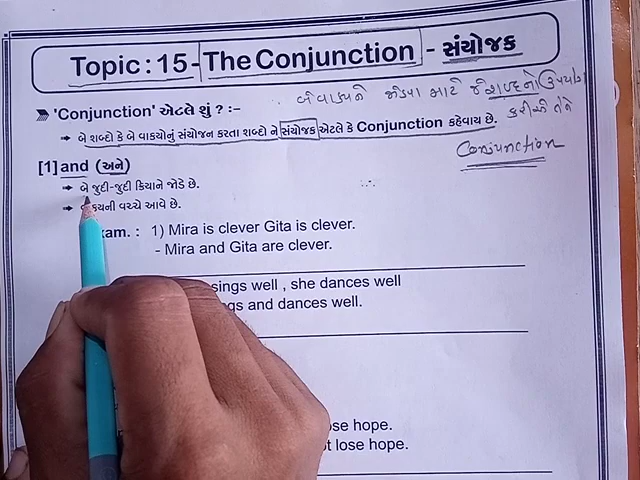 Topic : 15 - The Conjunction - સંયોજક
બે વાક્યને જોડવા માટે જે શબ્દનો ઉપયોગ
'Conjunction' એટલે શું ? :–
કરીએ તેને
બે શબ્દો કે બે વાક્યોનું સંયોજન કરતા શબ્દો ને સંયોજક એટલે કે Conjunction કહેવાય છે.
Conjunction
[1] and (અને)
બે જુદી-જુદી ક્રિયાને જોડે છે.
વચ્ચે આવે છે.
1) Mira is clever Gita is clever.
- Mira and Gita are clever.
sings well , she dances well
and dances well.
hope.
lose hope.